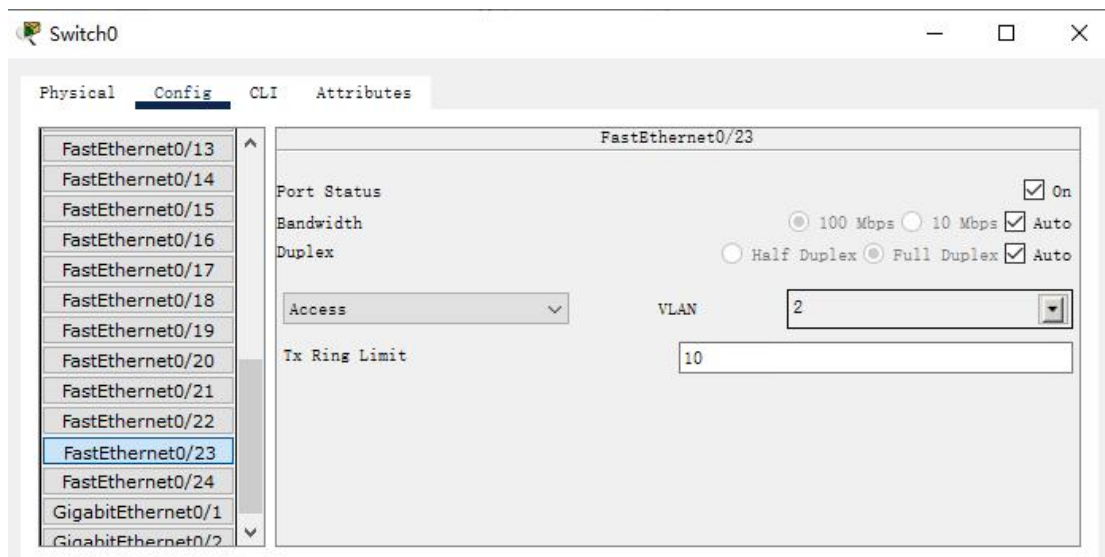 Switch0
Physical Config CLI Attributes
FastEthernet0/13
FastEthernet0/14
FastEthernet0/15
FastEthernet0/16
FastEthernet0/17
FastEthernet0/18
FastEthernet0/19
FastEthernet0/20
FastEthernet0/21
FastEthernet0/22
FastEthernet0/23
FastEthernet0/24
GigabitEthernet0/1
GigabitEthernet0/2
FastEthernet0/23
Port Status On
Bandwidth 100 Mbps 10 Mbps Auto
Duplex Half Duplex Full Duplex Auto
Access VLAN 2
Tx Ring Limit 10